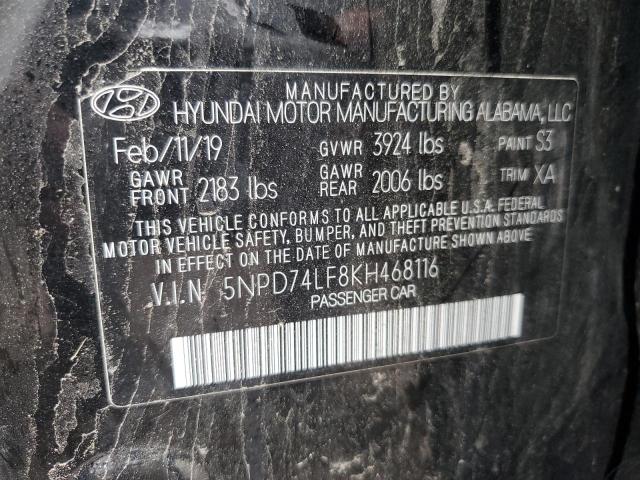 MANUFACTURED BY
HYUNDAI MOTOR MANUFACTURING ALABAMA, LLC
Feb/11/19 GVWR 3924 lbs PAINT S3
GAWR FRONT 2183 lbs GAWR REAR 2006 lbs TRIM XA
THIS VEHICLE CONFORMS TO ALL APPLICABLE U.S.A. FEDERAL
MOTOR VEHICLE SAFETY, BUMPER, AND THEFT PREVENTION STANDARDS
IN EFFECT ON THE DATE OF MANUFACTURE SHOWN ABOVE.
V.I.N 5NPD74LF8KH468116
PASSENGER CAR